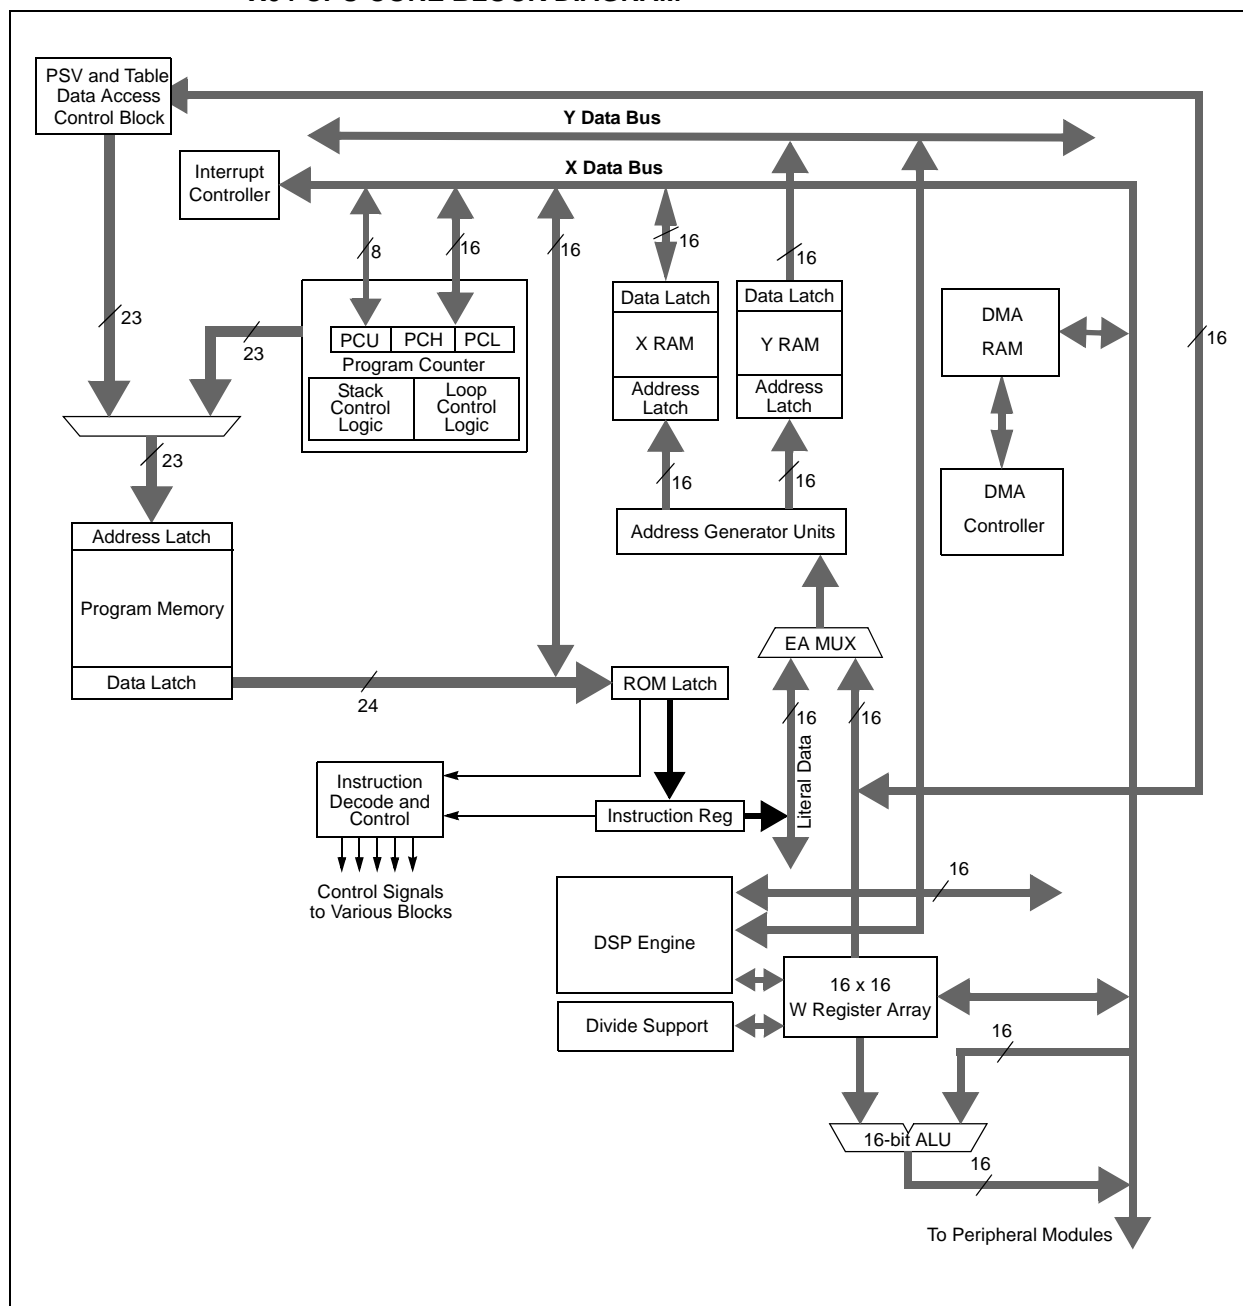 PSV and Table
Data Access
Control Block
Y Data Bus
Interrupt
Controller
X Data Bus
8
16
16
16
16
23
23
16
PCU
PCH
PCL
Program Counter
Stack
Control
Logic
Loop
Control
Logic
Data Latch
X RAM
Address
Latch
Data Latch
Y RAM
Address
Latch
DMA
RAM
23
16
16
DMA
Controller
Address Generator Units
Address Latch
Program Memory
Data Latch
24
EA MUX
ROM Latch
16
16
Literal Data
Instruction
Decode and
Control
Instruction Reg
Control Signals
to Various Blocks
16
DSP Engine
16 x 16
W Register Array
Divide Support
16
16-bit ALU
16
To Peripheral Modules